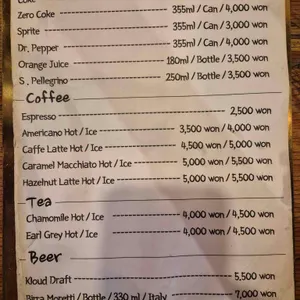 Coke
Zero Coke 355ml / Can / 4,000 won
Sprite 355ml / Can / 3,000 won
Dr. Pepper 355ml / Can / 4,000 won
Orange Juice 180ml / Bottle / 3,500 won
S. Pellegrino 250ml / Bottle / 3,500 won
Coffee
Espresso 2,500 won
Americano Hot / Ice 3,500 won / 4,000 won
Caffe Latte Hot / Ice 4,500 won / 5,000 won
Caramel Macchiato Hot / Ice 5,000 won / 5,500 won
Hazelnut Latte Hot / Ice 5,000 won / 5,500 won
Tea
Chamomile Hot / Ice 4,000 won / 4,500 won
Earl Grey Hot / Ice 4,000 won / 4,500 won
Beer
Kloud Draft 5,500 won
Birra Moretti / Bottle / 330 ml / Italy 7,000 won